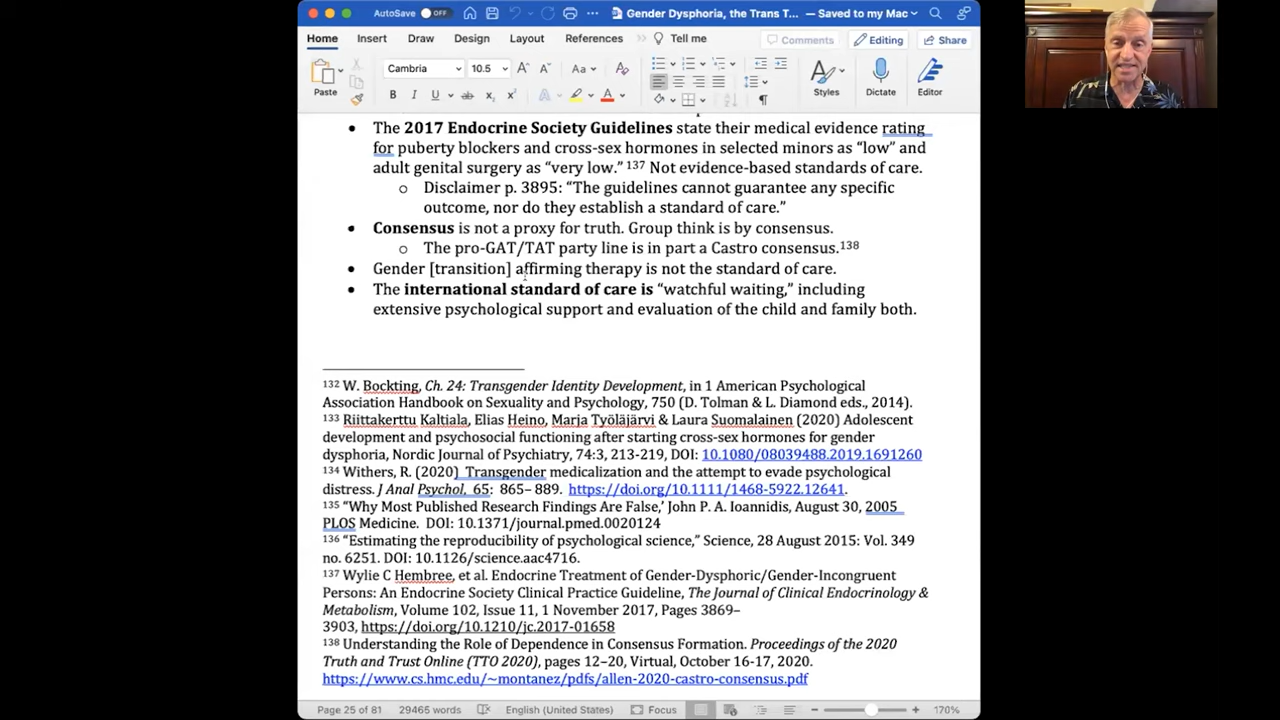 AutoSave OFF Gender Dysphoria, the Trans T... — Saved to my Mac
Home Insert Draw Design Layout References Tell me Comments Editing Share
Paste Cambria 10.5 Aa Styles Dictate Editor
The 2017 Endocrine Society Guidelines state their medical evidence rating
for puberty blockers and cross-sex hormones in selected minors as “low” and
adult genital surgery as “very low.” 137 Not evidence-based standards of care.
o Disclaimer p. 3895: “The guidelines cannot guarantee any specific
outcome, nor do they establish a standard of care.”
• Consensus is not a proxy for truth. Group think is by consensus.
o The pro-GAT/TAT party line is in part a Castro consensus.138
• Gender [transition] affirming therapy is not the standard of care.
• The international standard of care is “watchful waiting,” including
extensive psychological support and evaluation of the child and family both.
132 W. Bockting, Ch. 24: Transgender Identity Development, in 1 American Psychological
Association Handbook on Sexuality and Psychology, 750 (D. Tolman & L. Diamond eds., 2014).
133 Riittakerttu Kaltiala, Elias Heino, Marja Työläjärvi & Laura Suomalainen (2020) Adolescent
development and psychosocial functioning after starting cross-sex hormones for gender
dysphoria, Nordic Journal of Psychiatry, 74:3, 213-219, DOI: 10.1080/08039488.2019.1691260
134 Withers, R. (2020) Transgender medicalization and the attempt to evade psychological
distress. J Anal Psychol, 65: 865– 889. https://doi.org/10.1111/1468-5922.12641.
135 “Why Most Published Research Findings Are False,’ John P. A. Ioannidis, August 30, 2005
PLOS Medicine. DOI: 10.1371/journal.pmed.0020124
136 “Estimating the reproducibility of psychological science,” Science, 28 August 2015: Vol. 349
no. 6251. DOI: 10.1126/science.aac4716.
137 Wylie C Hembree, et al. Endocrine Treatment of Gender-Dysphoric/Gender-Incongruent
Persons: An Endocrine Society Clinical Practice Guideline, The Journal of Clinical Endocrinology &
Metabolism, Volume 102, Issue 11, 1 November 2017, Pages 3869–
3903, https://doi.org/10.1210/jc.2017-01658
138 Understanding the Role of Dependence in Consensus Formation. Proceedings of the 2020
Truth and Trust Online (TTO 2020), pages 12–20, Virtual, October 16-17, 2020.
https://www.cs.hmc.edu/~montanez/pdfs/allen-2020-castro-consensus.pdf
Page 25 of 81 29465 words English (United States) Focus 170%